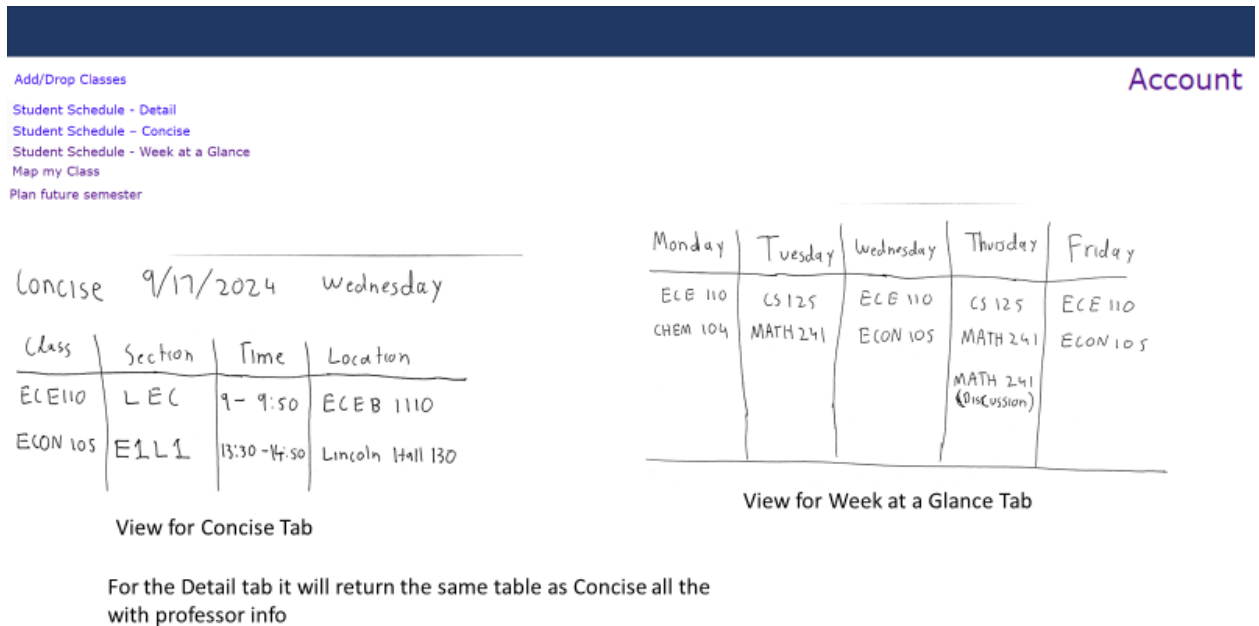 Account
Add/Drop Classes
Student Schedule - Detail
Student Schedule – Concise
Student Schedule - Week at a Glance
Map my Class
Plan future semester
Concise 9/17/2024 Wednesday
Class Section Time Location
ECE110 LEC 9- 9:50 ECEB 1110
ECON 105 E1L1 13:30 -14:50 Lincoln Hall 130
View for Concise Tab
Monday Tuesday Wednesday Thursday Friday
ECE 110 CS 125 ECE 110 CS 125 ECE 110
CHEM 104 MATH 241 ECON 105 MATH 241 ECON 105
MATH 241
(Discussion)
View for Week at a Glance Tab
For the Detail tab it will return the same table as Concise all the
with professor info